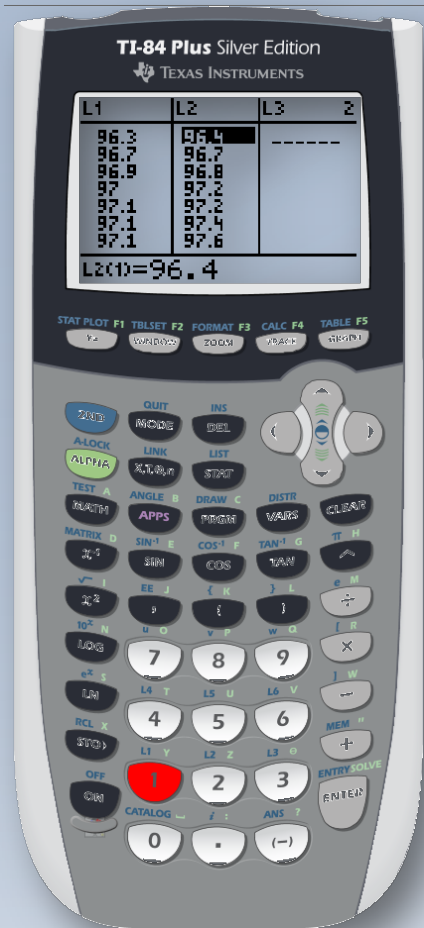 TI-84 Plus Silver Edition
TEXAS INSTRUMENTS
L1 L2 L3 2
96.3 96.4 ------
96.7 96.7
96.9 96.8
97 97.2
97.1 97.2
97.1 97.4
97.1 97.6
L2(1)=96.4
STAT PLOT F1 TBLSET F2 FORMAT F3 CALC F4 TABLE F5
Y= WINDOW ZOOM TRACE GRAPH
QUIT INS
2ND MODE DEL
A-LOCK LINK LIST
ALPHA X,T,θ,n STAT
TEST A ANGLE B DRAW C DISTR
MATH APPS PRGM VARS CLEAR
MATRIX D SIN⁻¹ E COS⁻¹ F TAN⁻¹ G π H
x⁻¹ SIN COS TAN ^
√‾ I EE J { K } L e M
x² , ( ) ÷
10ˣ N u O v P w Q [ R
LOG 7 8 9 ×
eˣ S L4 T L5 U L6 V ] W
LN 4 5 6 −
RCL X L1 Y L2 Z L3 θ MEM "
STO› 1 2 3 +
OFF CATALOG ⎵ i : ANS ? ENTRY SOLVE
ON 0 . (−) ENTER